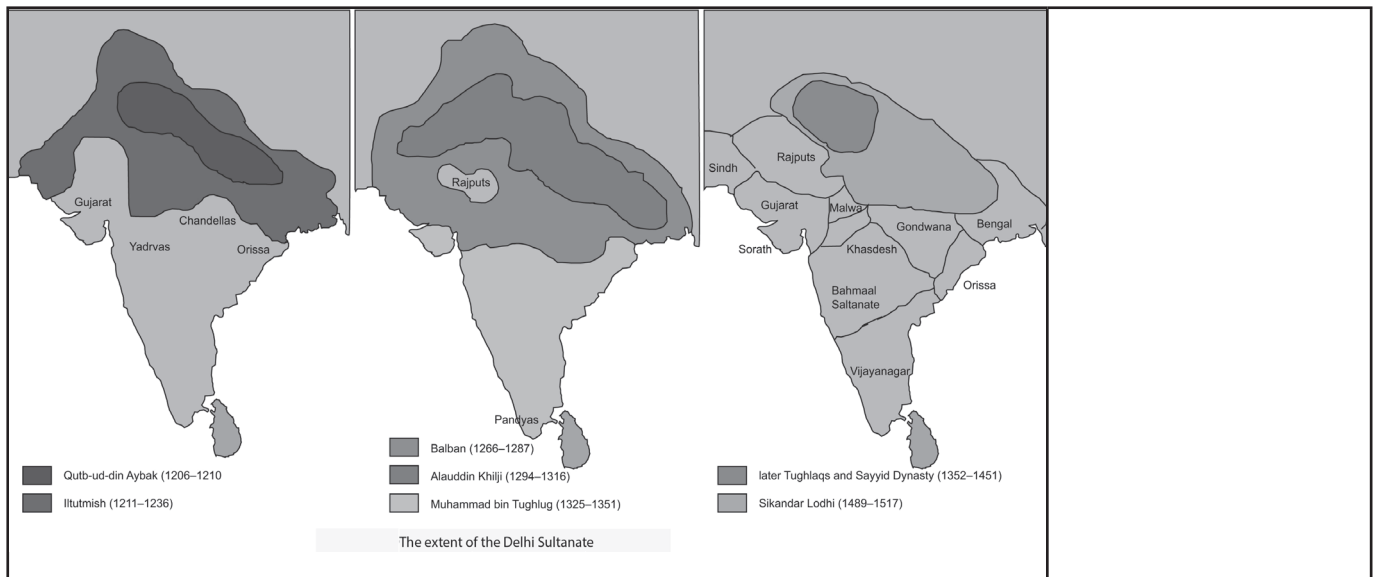 Gujarat
Chandellas
Yadrvas
Orissa
Qutb-ud-din Aybak (1206–1210
Iltutmish (1211–1236)
Rajputs
Pandyas
Balban (1266–1287)
Alauddin Khilji (1294–1316)
Muhammad bin Tughlug (1325–1351)
Sindh
Rajputs
Gujarat
Malwa
Gondwana
Bengal
Sorath
Khasdesh
Orissa
Bahmaal
Saltanate
Vijayanagar
later Tughlaqs and Sayyid Dynasty (1352–1451)
Sikandar Lodhi (1489–1517)
The extent of the Delhi Sultanate